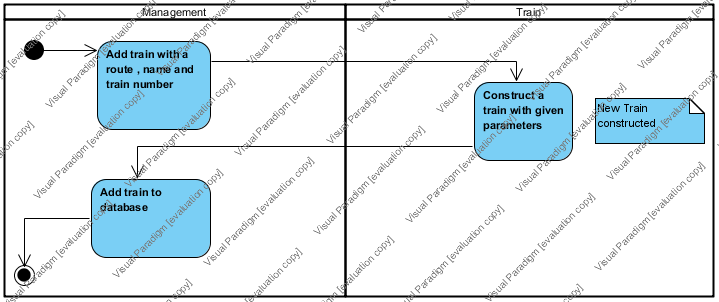 Management
Train
Add train with a
route , name and
train number
Construct a
train with given
parameters
New Train
constructed
Add train to
database
Visual Paradigm [evaluation copy]